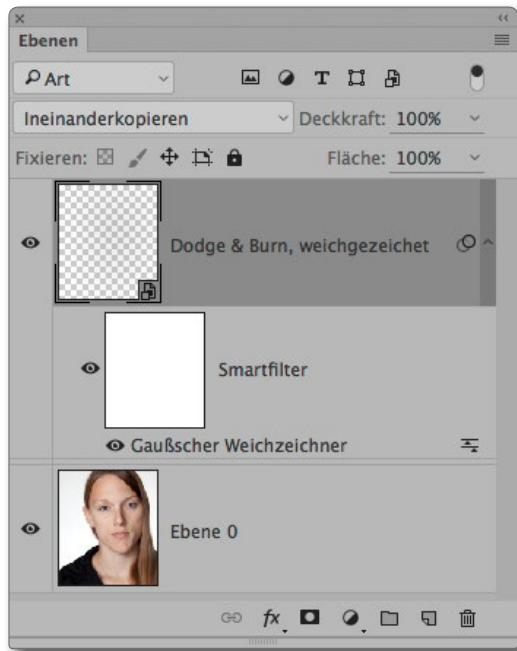 Ebenen
Art
Ineinanderkopieren Deckkraft: 100%
Fixieren: Fläche: 100%
Dodge & Burn, weichgezeichet
Smartfilter
Gaußscher Weichzeichner
Ebene 0
fx